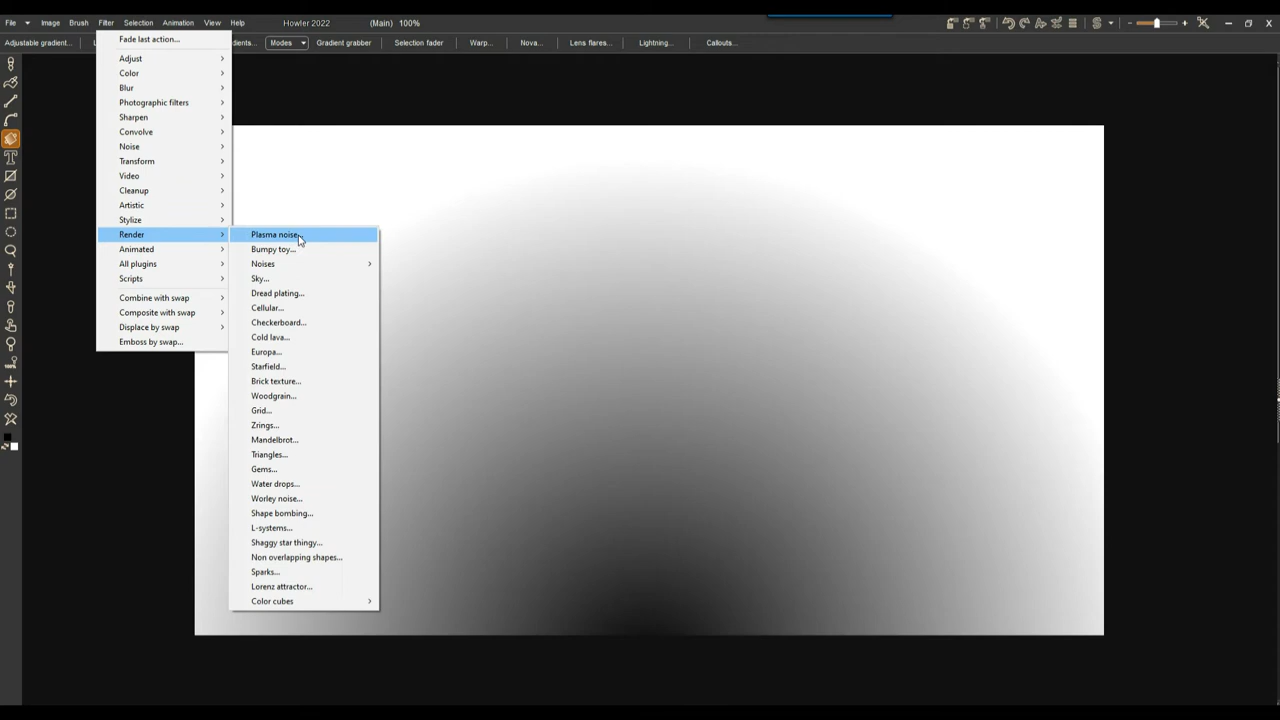 File Image Brush Filter Selection Animation View Help Howler 2022 (Main) 100%
Adjustable gradient... dients... Modes Gradient grabber Selection fader Warp... Nova... Lens flares... Lightning... Callouts...
Fade last action...
Adjust
Color
Blur
Photographic filters
Sharpen
Convolve
Noise
Transform
Video
Cleanup
Artistic
Stylize
Render
Animated
All plugins
Scripts
Combine with swap
Composite with swap
Displace by swap
Emboss by swap...
Plasma noise...
Bumpy toy...
Noises
Sky...
Dread plating...
Cellular...
Checkerboard...
Cold lava...
Europa...
Starfield...
Brick texture...
Woodgrain...
Grid...
Zrings...
Mandelbrot...
Triangles...
Gems...
Water drops...
Worley noise...
Shape bombing...
L-systems...
Shaggy star thingy...
Non overlapping shapes...
Sparks...
Lorenz attractor...
Color cubes